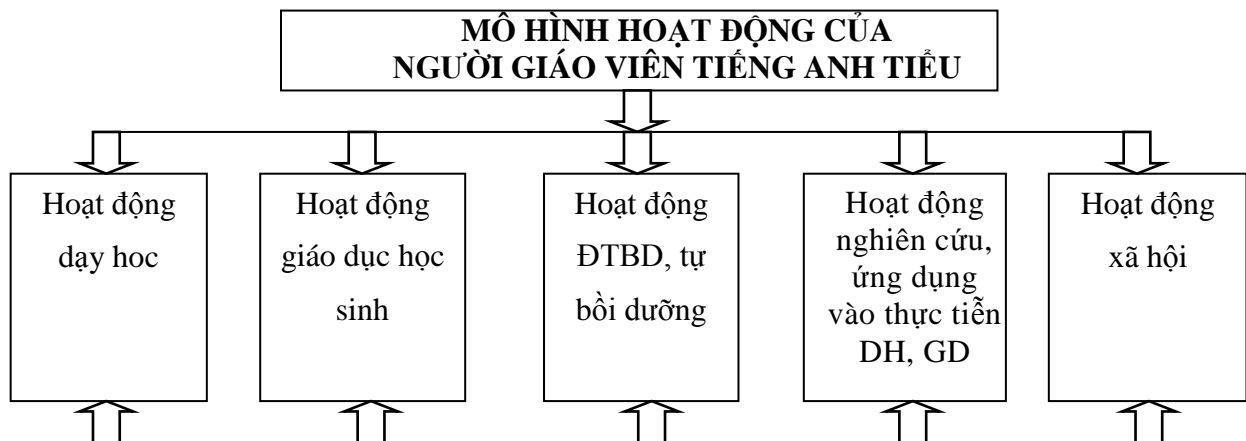 MÔ HÌNH HOẠT ĐỘNG CỦA
NGƯỜI GIÁO VIÊN TIẾNG ANH TIỂU
Hoạt động
dạy hoc
Hoạt động
giáo dục học
sinh
Hoạt động
ĐTBD, tự
bồi dưỡng
Hoạt động
nghiên cứu,
ứng dụng
vào thực tiễn
DH, GD
Hoạt động
xã hội